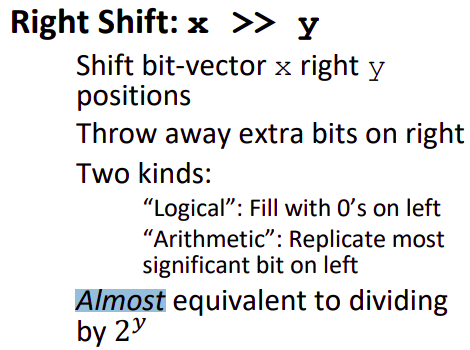 Right Shift: x >> y
Shift bit-vector x right y
positions
Throw away extra bits on right
Two kinds:
“Logical”: Fill with 0’s on left
“Arithmetic”: Replicate most
significant bit on left
Almost equivalent to dividing
by 2^y